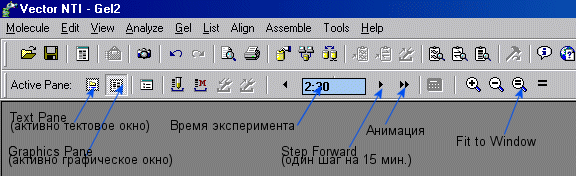 Vector NTI - Gel2
Molecule Edit View Analyze Gel List Align Assemble Tools Window
Active Pane: 2:30
Text Pane
(активно тектовое окно)
Время эксперимента
Анимация
Fit to Window
Graphics Pane
(активно графическое окно)
Step Forward
(один шаг на 15 мин.)